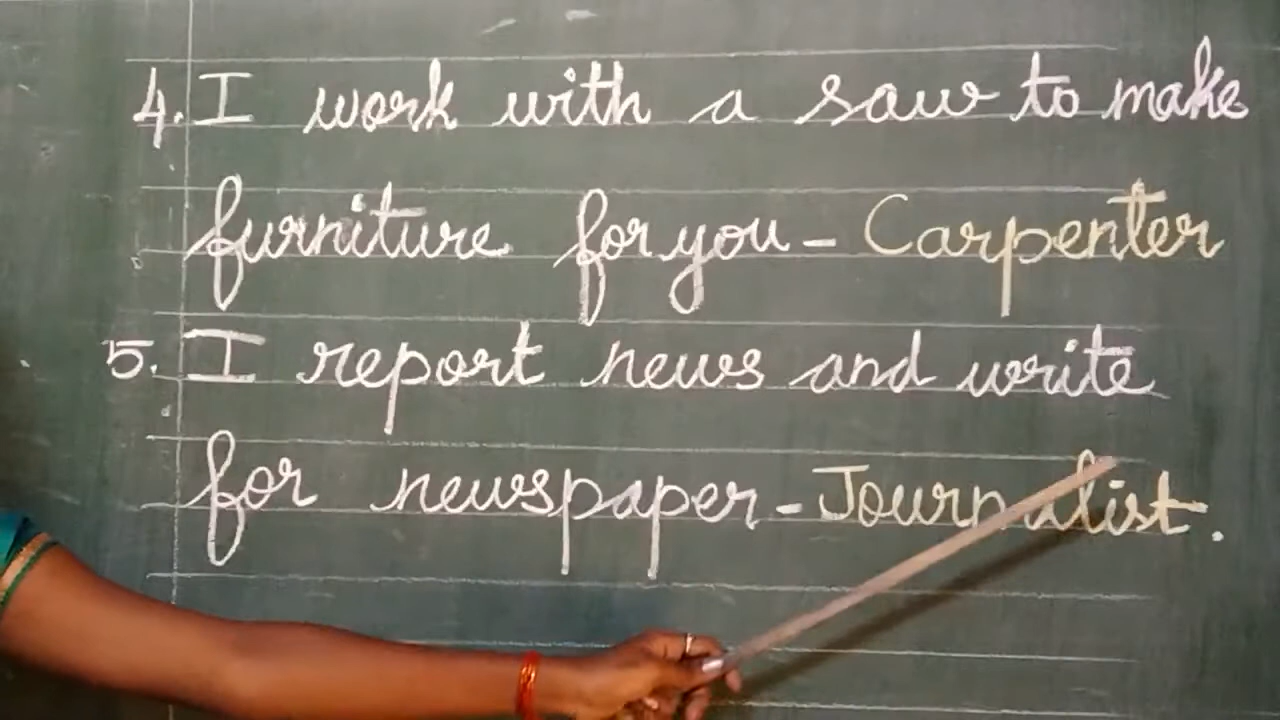 4. I work with a saw to make
furniture for you - Carpenter
5. I report news and write
for newspaper - Journalist.